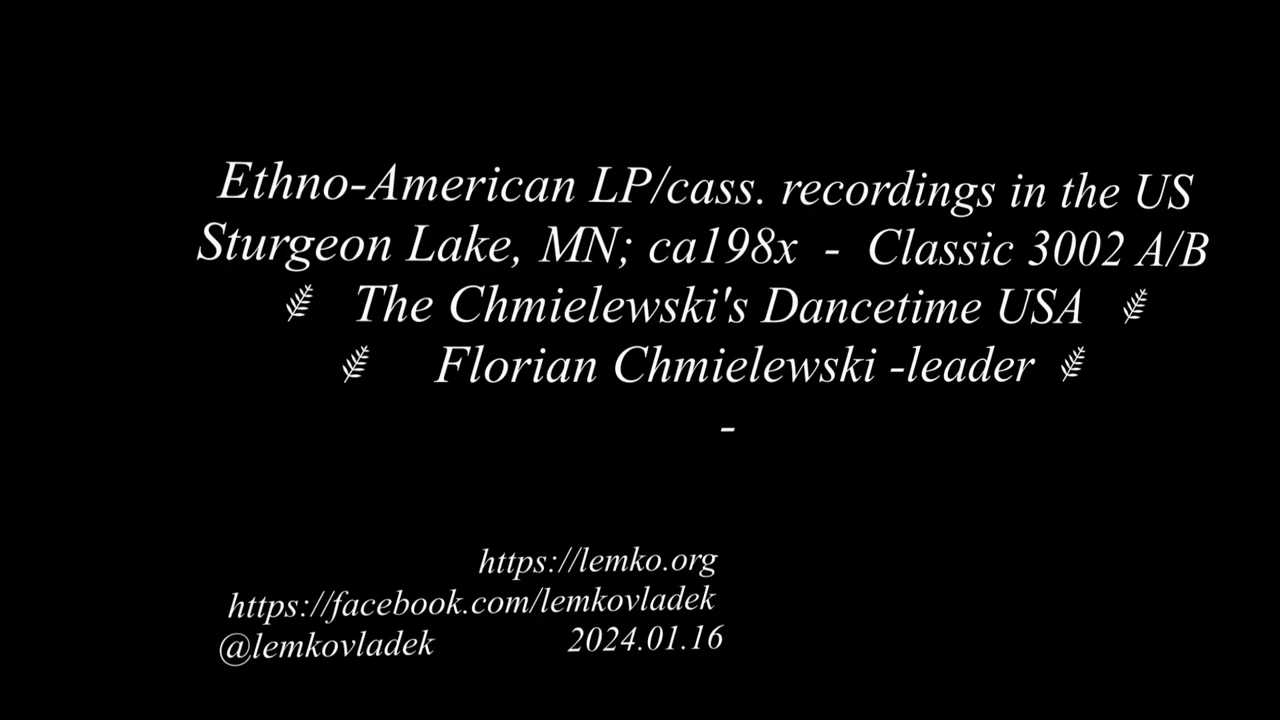 Ethno-American LP/cass. recordings in the US
Sturgeon Lake, MN; ca198x - Classic 3002 A/B
The Chmielewski's Dancetime USA
Florian Chmielewski -leader
-
https://lemko.org
https://facebook.com/lemkovladek
@lemkovladek 2024.01.16